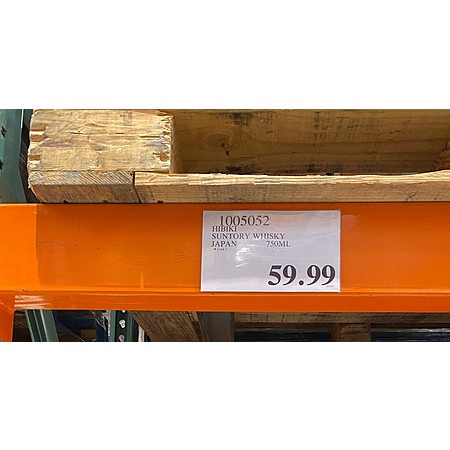 1005052
HIBIKI
SUNTORY WHISKY
JAPAN 750ML
59.99